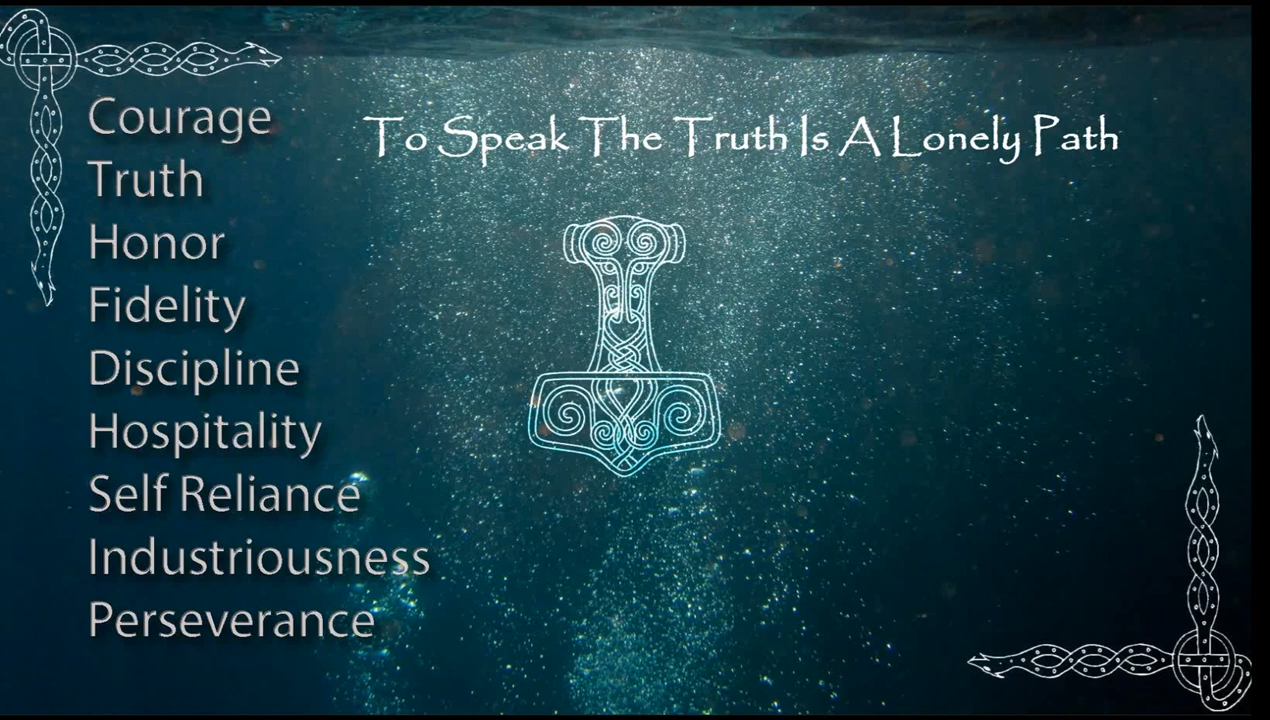 To Speak The Truth Is A Lonely Path
Courage
Truth
Honor
Fidelity
Discipline
Hospitality
Self Reliance
Industriousness
Perseverance